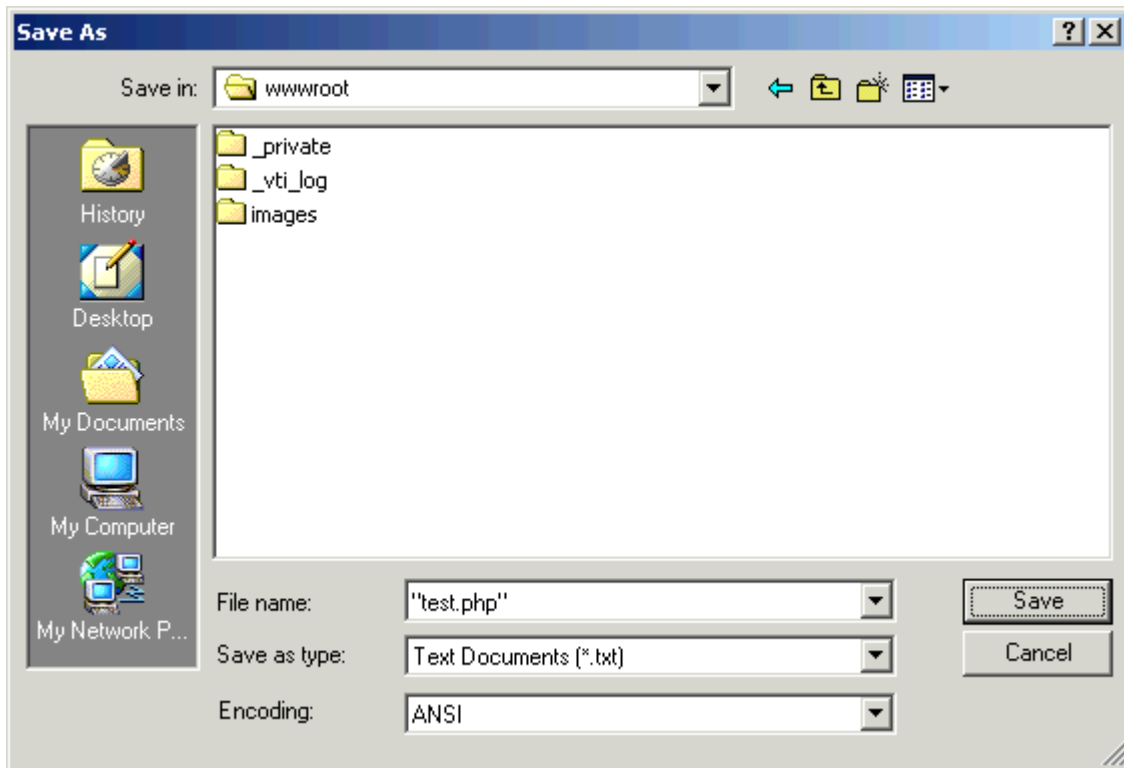 Save As
Save in: wwwroot
_private
_vti_log
images
History
Desktop
My Documents
My Computer
My Network P...
File name: "test.php" Save
Save as type: Text Documents (*.txt) Cancel
Encoding: ANSI